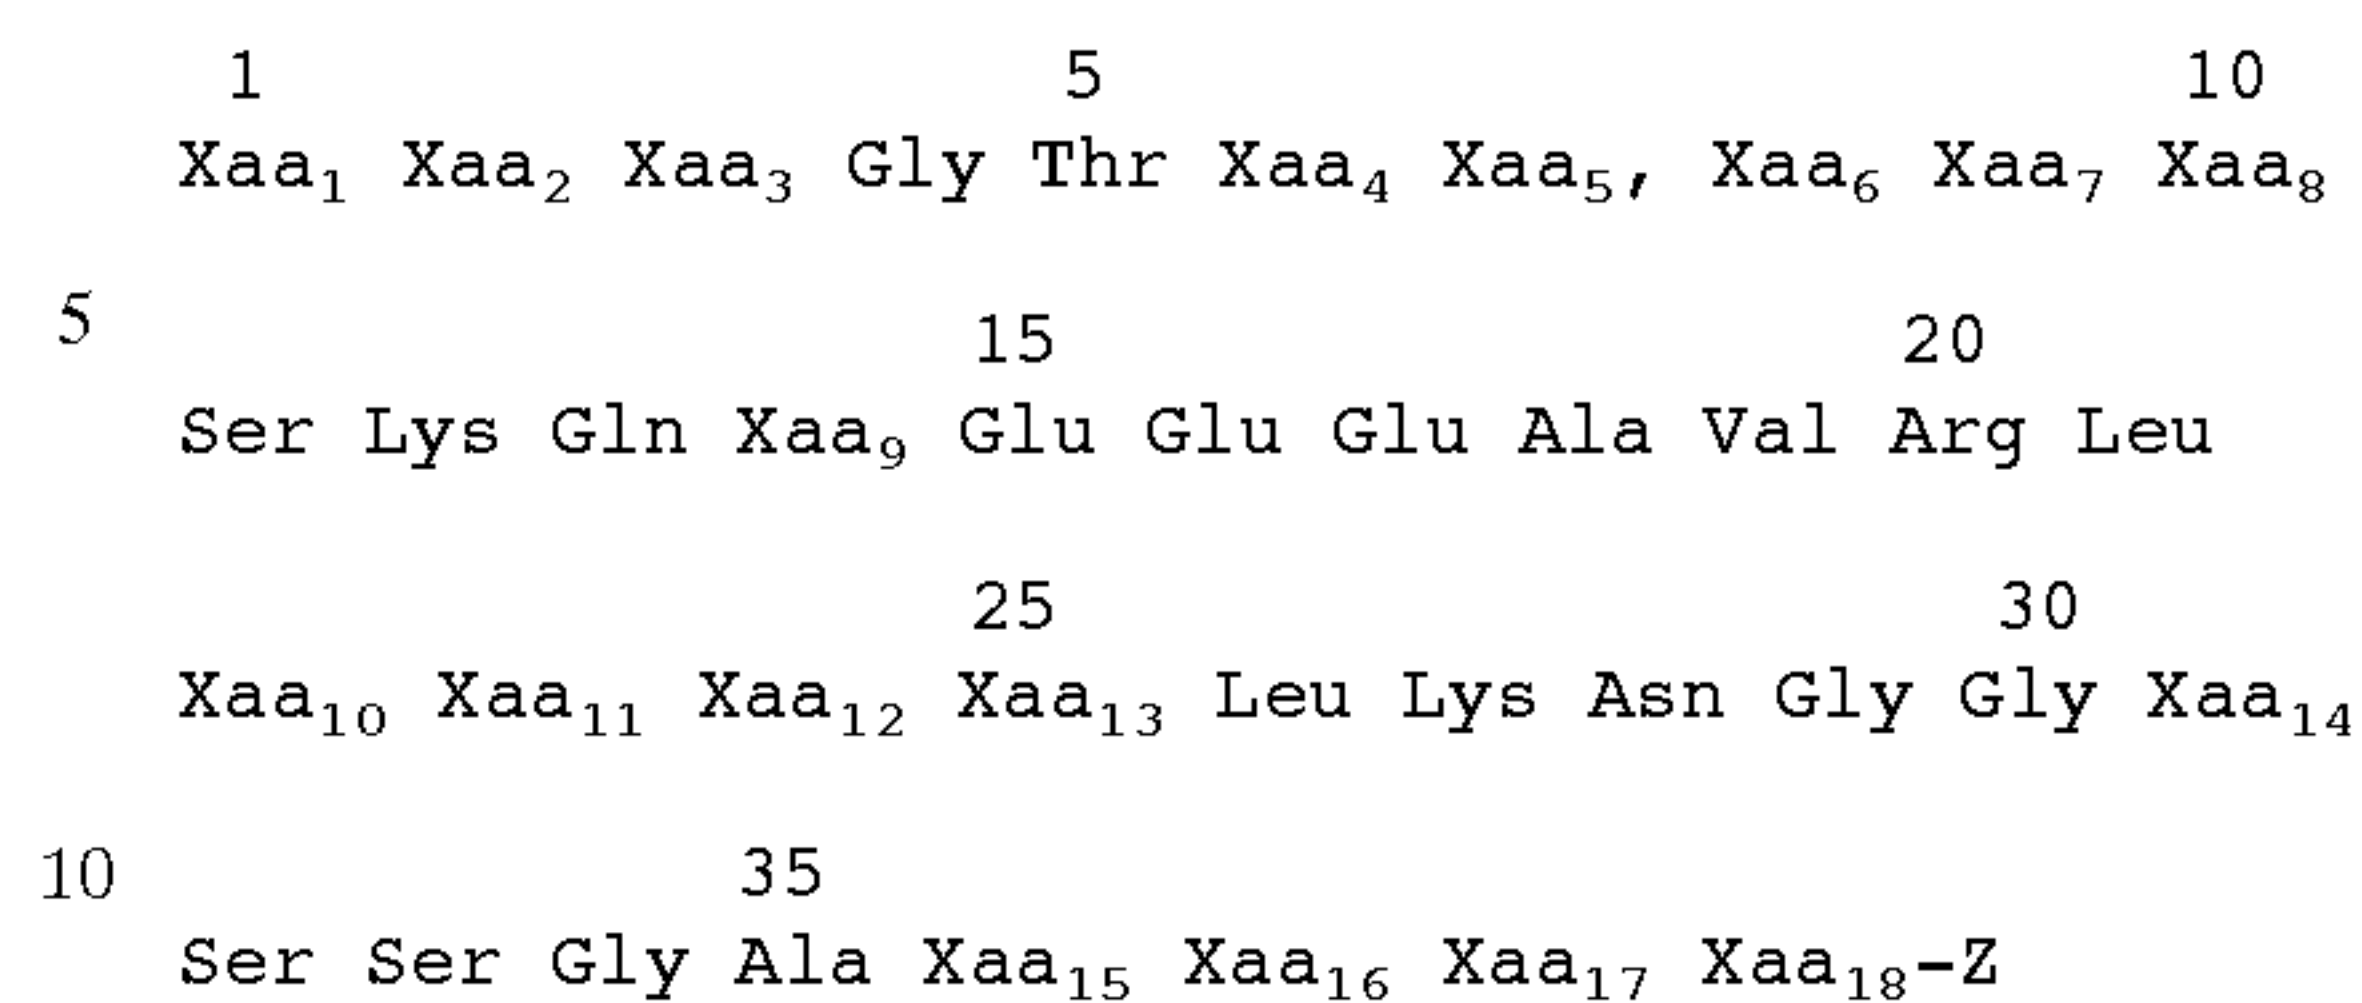 1 5 10
Xaa₁ Xaa₂ Xaa₃ Gly Thr Xaa₄ Xaa₅, Xaa₆ Xaa₇ Xaa₈
5
15 20
Ser Lys Gln Xaa₉ Glu Glu Glu Ala Val Arg Leu
25 30
Xaa₁₀ Xaa₁₁ Xaa₁₂ Xaa₁₃ Leu Lys Asn Gly Gly Xaa₁₄
10 35
Ser Ser Gly Ala Xaa₁₅ Xaa₁₆ Xaa₁₇ Xaa₁₈-Z